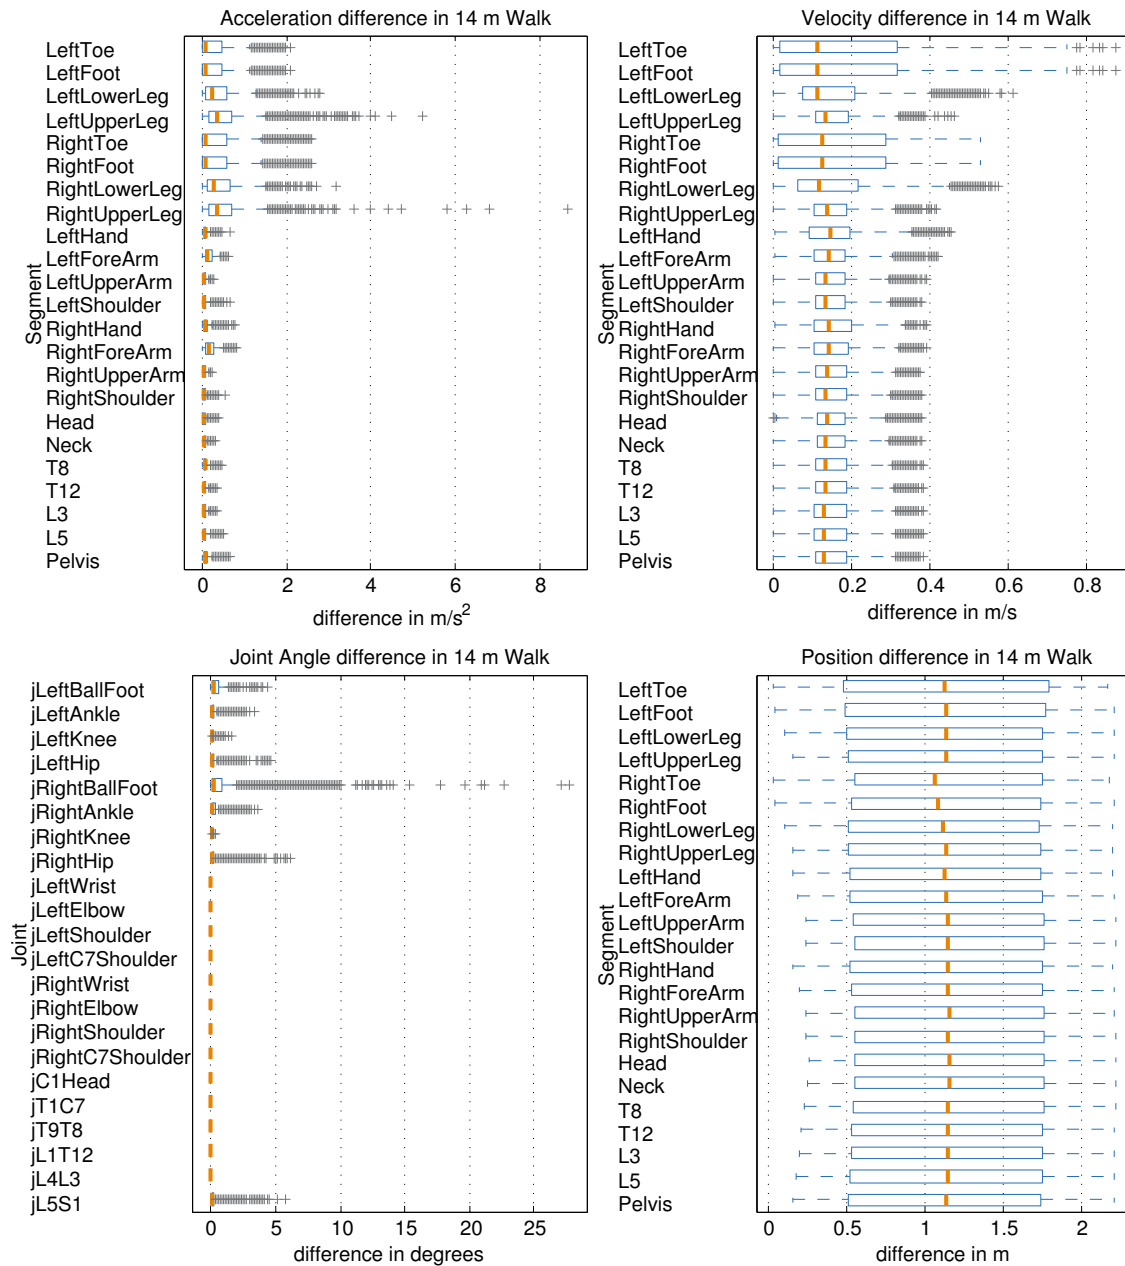 Acceleration difference in 14 m Walk
LeftToe
LeftFoot
LeftLowerLeg
LeftUpperLeg
RightToe
RightFoot
RightLowerLeg
RightUpperLeg
LeftHand
LeftForeArm
LeftUpperArm
LeftShoulder
RightHand
RightForeArm
RightUpperArm
RightShoulder
Head
Neck
T8
T12
L3
L5
Pelvis
Segment
0 2 4 6 8
difference in m/s²
Velocity difference in 14 m Walk
LeftToe
LeftFoot
LeftLowerLeg
LeftUpperLeg
RightToe
RightFoot
RightLowerLeg
RightUpperLeg
LeftHand
LeftForeArm
LeftUpperArm
LeftShoulder
RightHand
RightForeArm
RightUpperArm
RightShoulder
Head
Neck
T8
T12
L3
L5
Pelvis
Segment
0 0.2 0.4 0.6 0.8
difference in m/s
Joint Angle difference in 14 m Walk
jLeftBallFoot
jLeftAnkle
jLeftKnee
jLeftHip
jRightBallFoot
jRightAnkle
jRightKnee
jRightHip
jLeftWrist
jLeftElbow
jLeftShoulder
jLeftC7Shoulder
jRightWrist
jRightElbow
jRightShoulder
jRightC7Shoulder
jC1Head
jT1C7
jT9T8
jL1T12
jL4L3
jL5S1
Joint
0 5 10 15 20 25
difference in degrees
Position difference in 14 m Walk
LeftToe
LeftFoot
LeftLowerLeg
LeftUpperLeg
RightToe
RightFoot
RightLowerLeg
RightUpperLeg
LeftHand
LeftForeArm
LeftUpperArm
LeftShoulder
RightHand
RightForeArm
RightUpperArm
RightShoulder
Head
Neck
T8
T12
L3
L5
Pelvis
Segment
0 0.5 1 1.5 2
difference in m